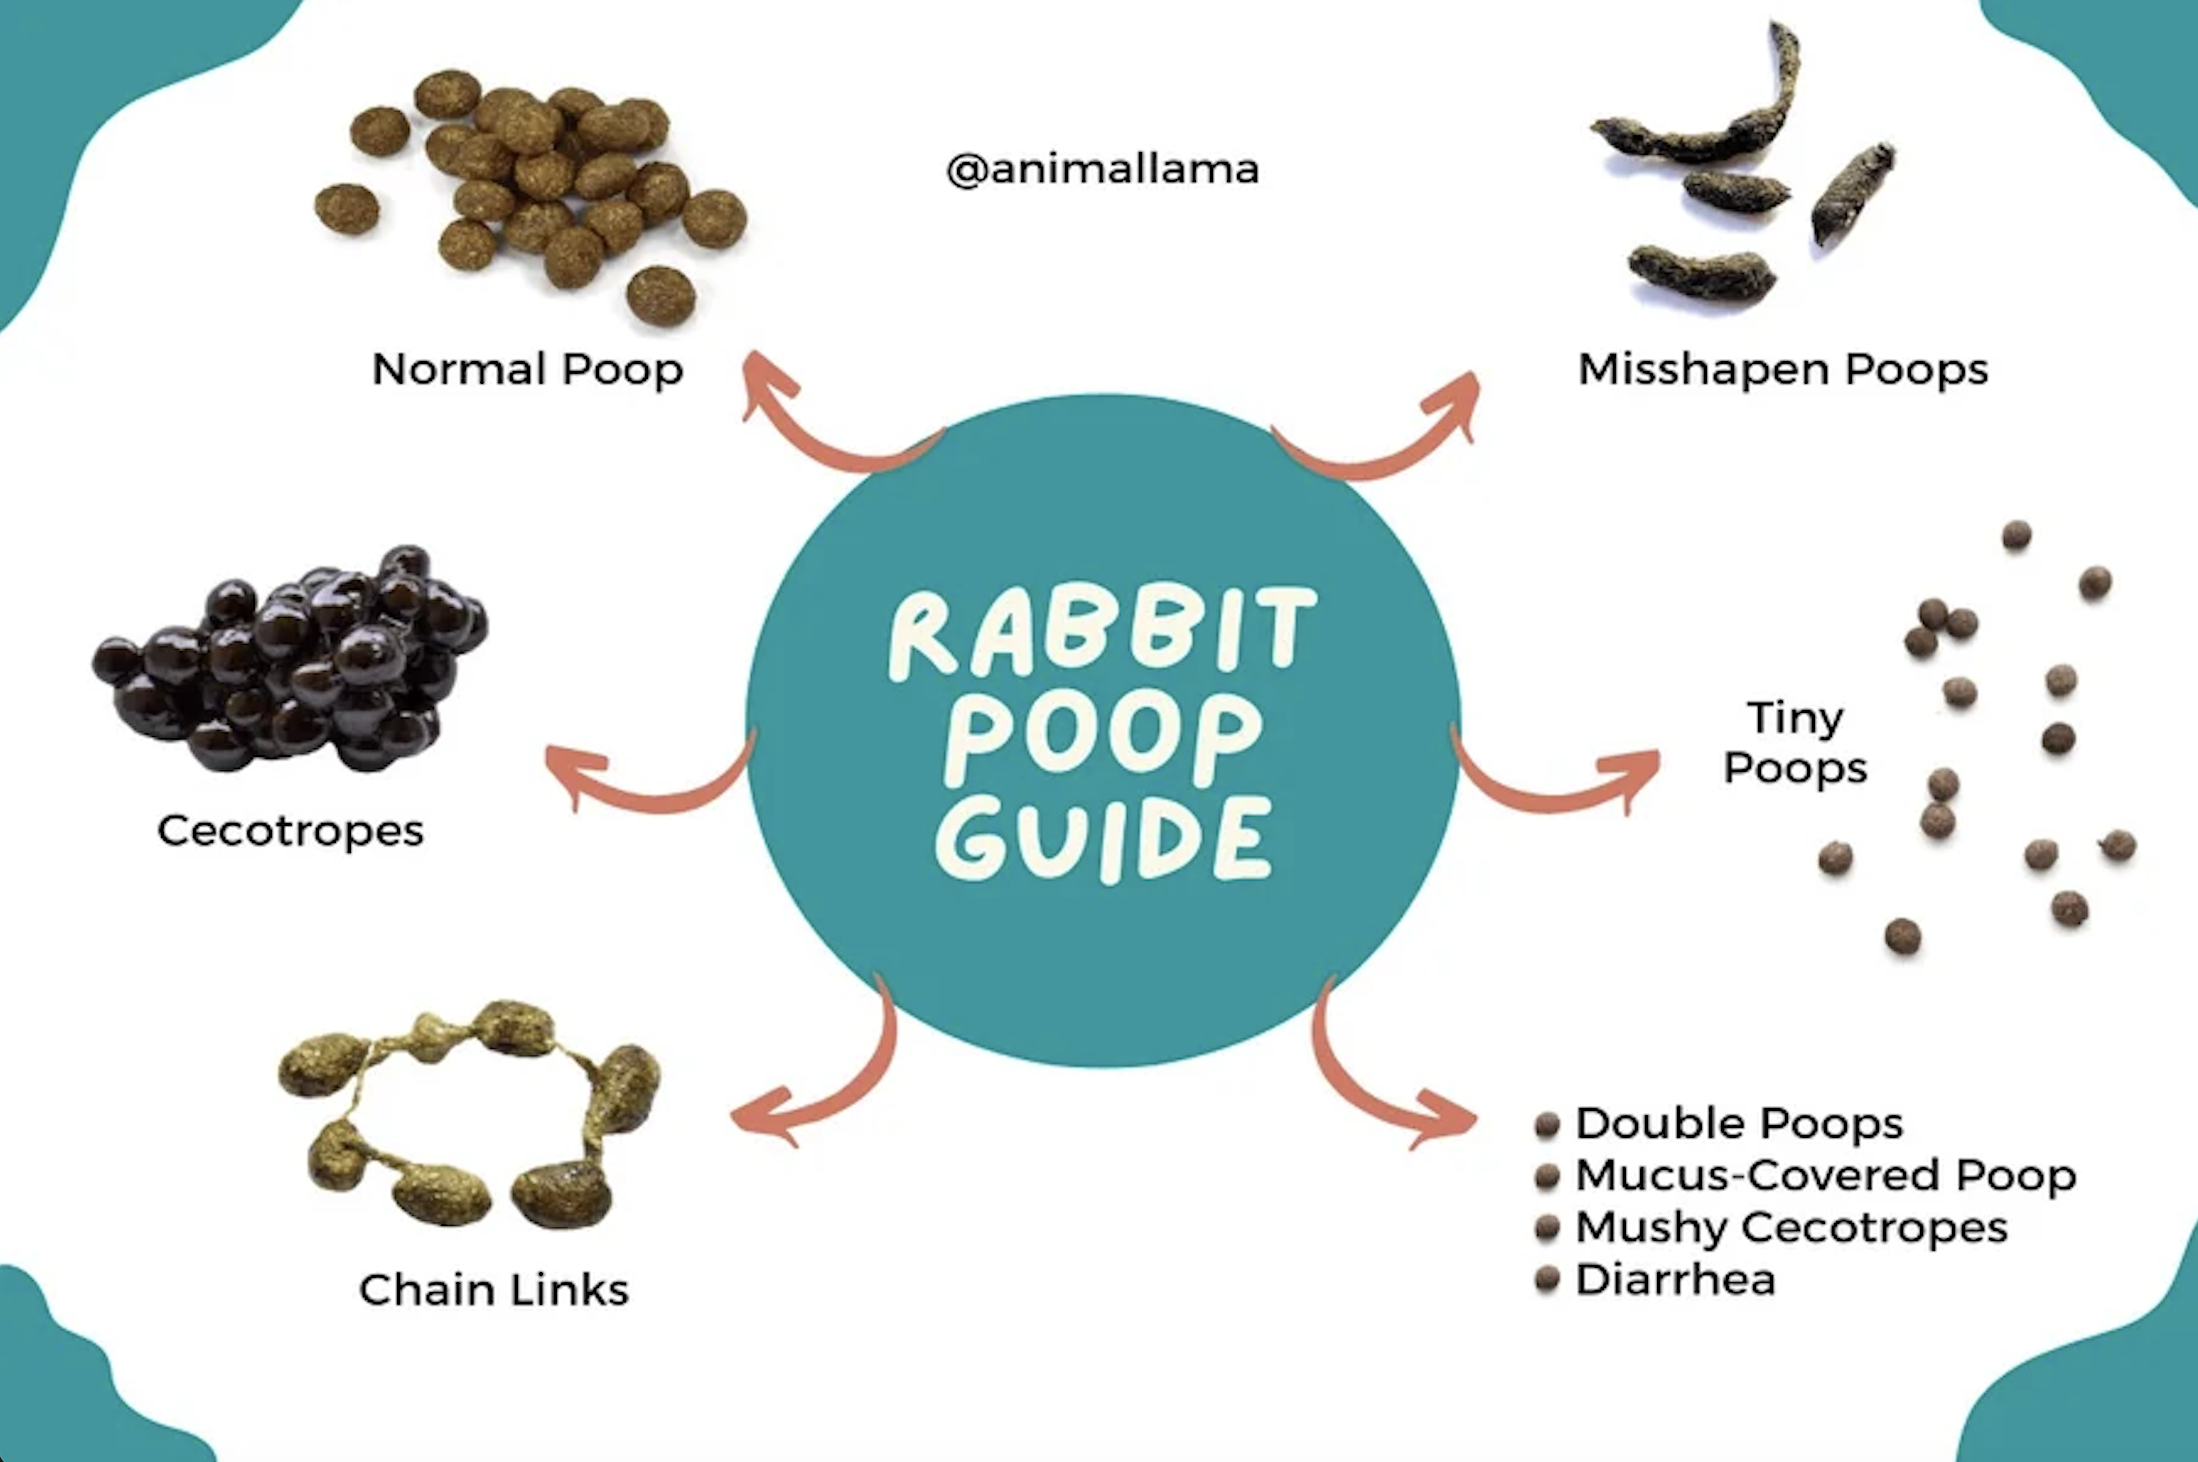 @animallama
Normal Poop
Misshapen Poops
RABBIT
POOP
GUIDE
Cecotropes
Tiny
Poops
Chain Links
Double Poops
Mucus-Covered Poop
Mushy Cecotropes
Diarrhea